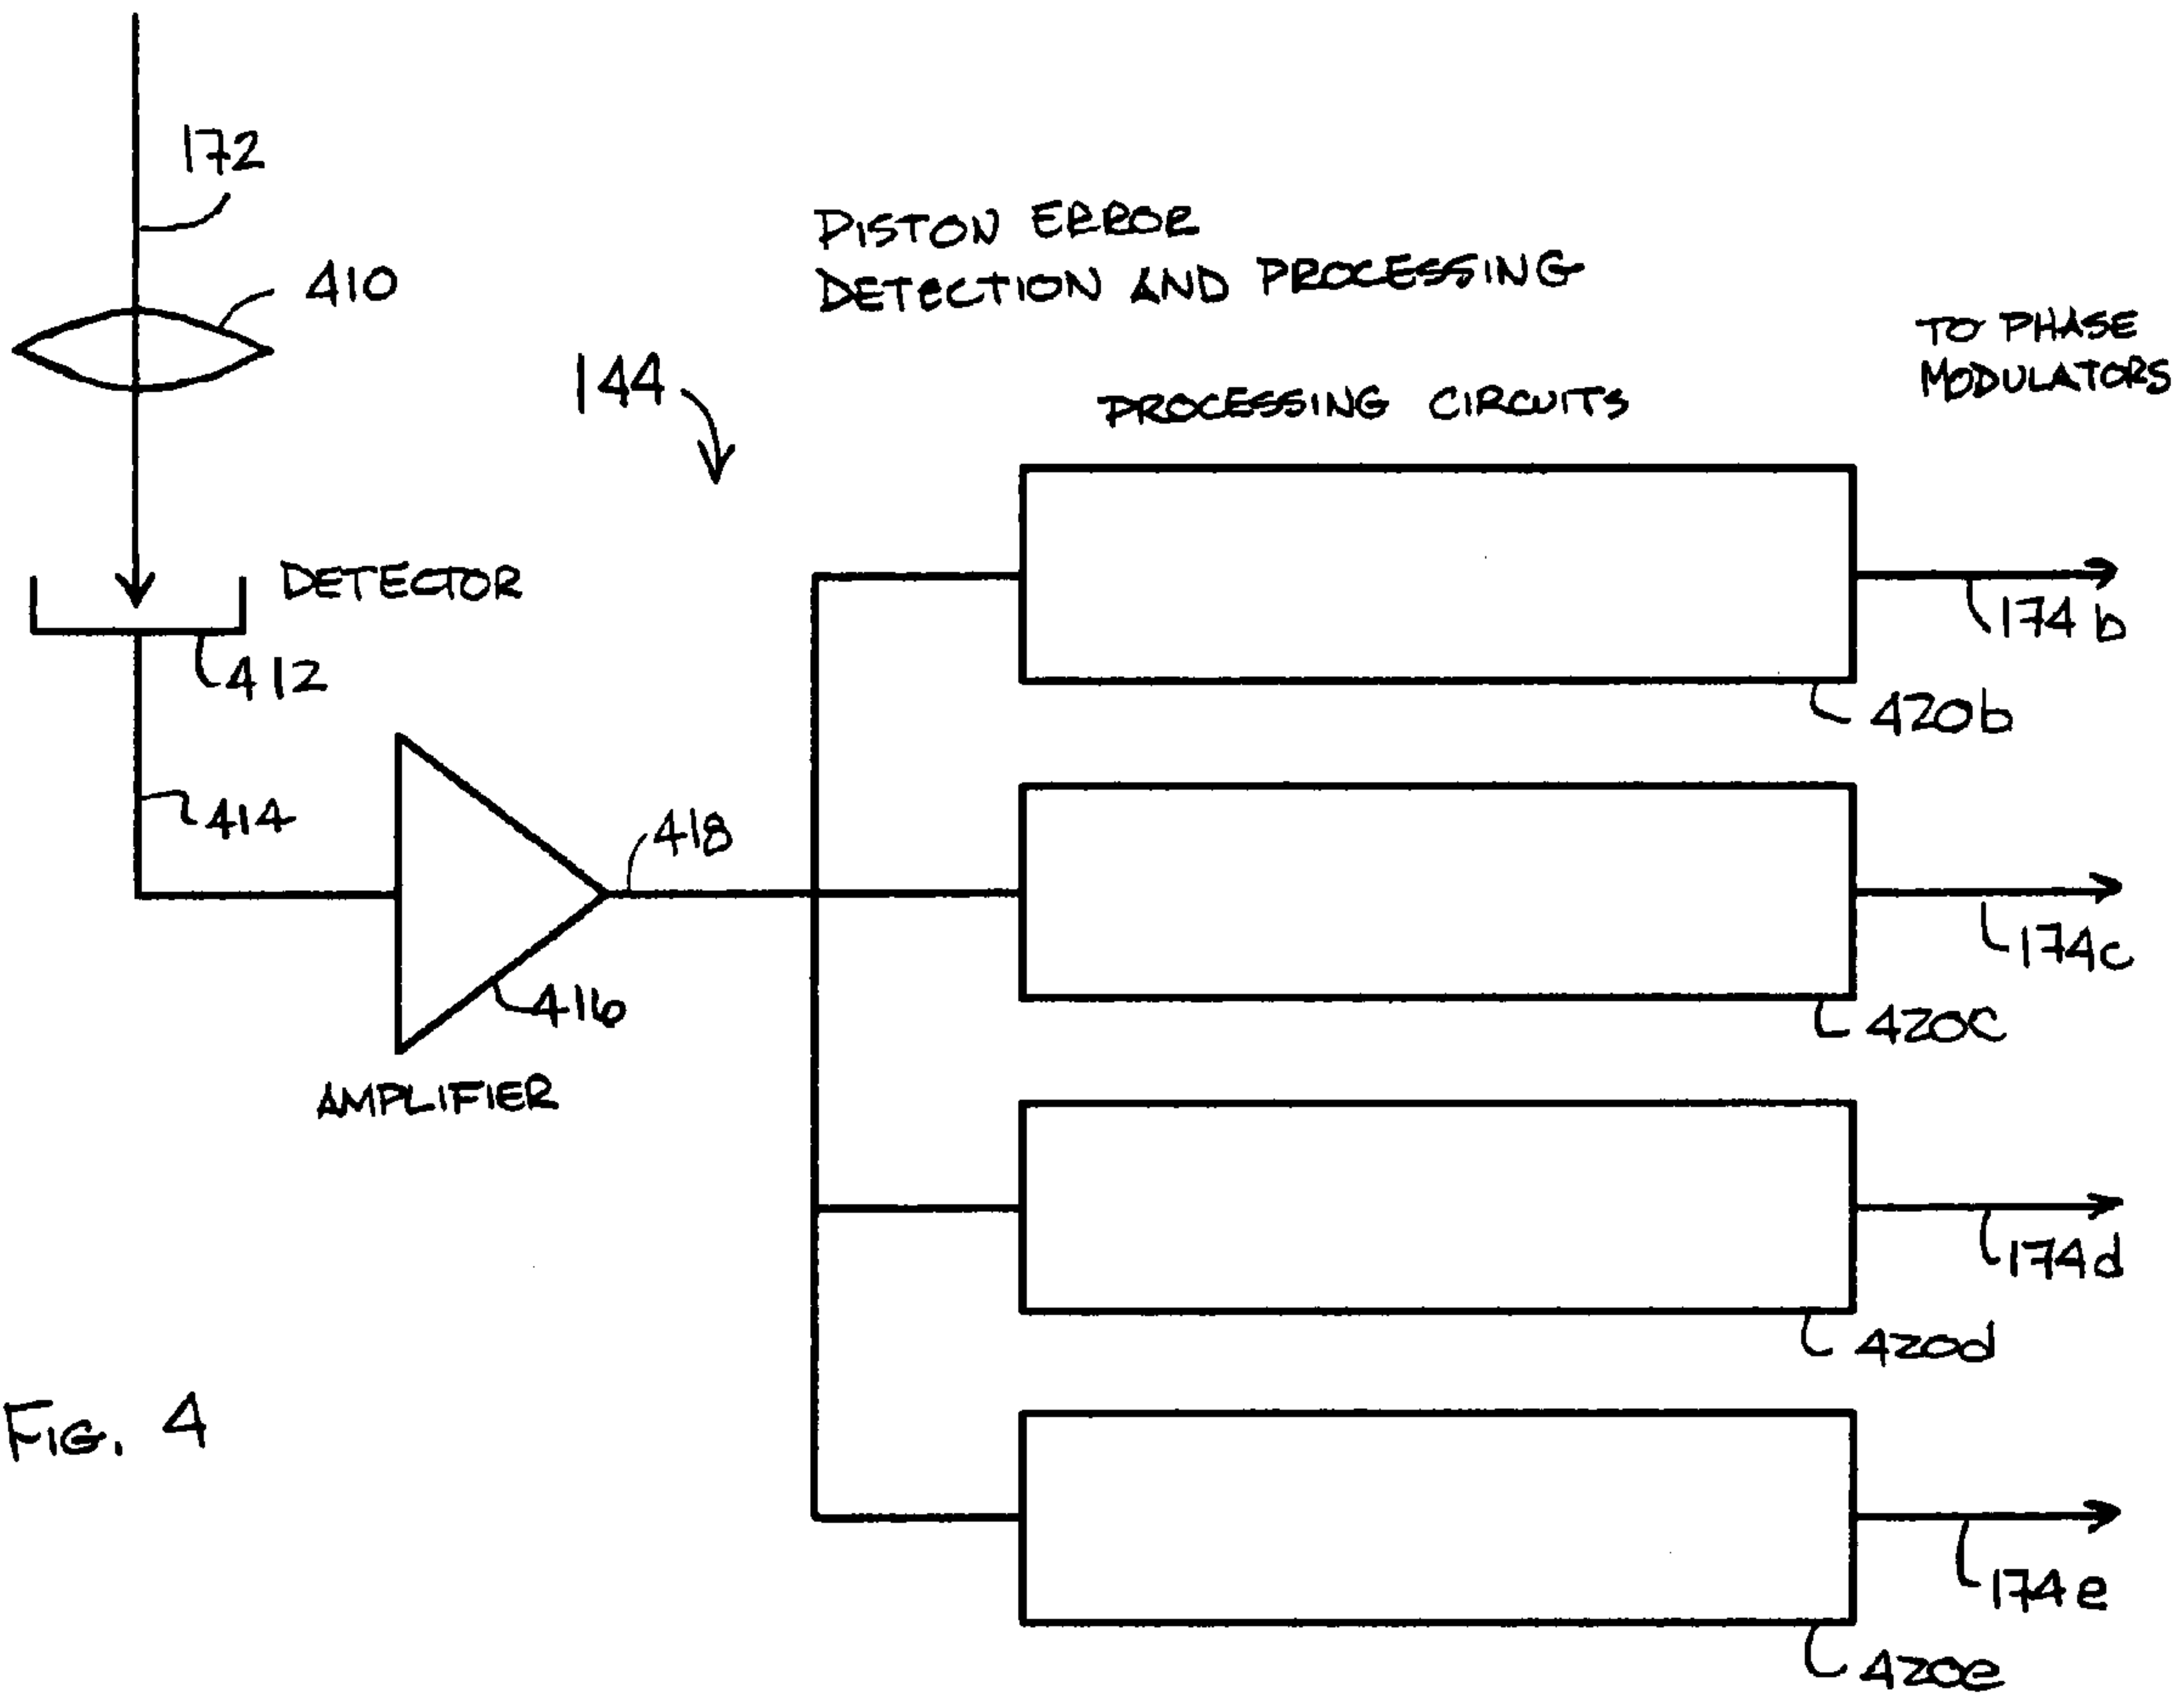 172
410
PISTON ERROR
DETECTION AND PROCESSING
TO PHASE
MODULATORS
144
PROCESSING CIRCUITS
DETECTOR
412
174b
420b
414
418
416
AMPLIFIER
174c
420c
174d
420d
FIG. 4
174e
420e